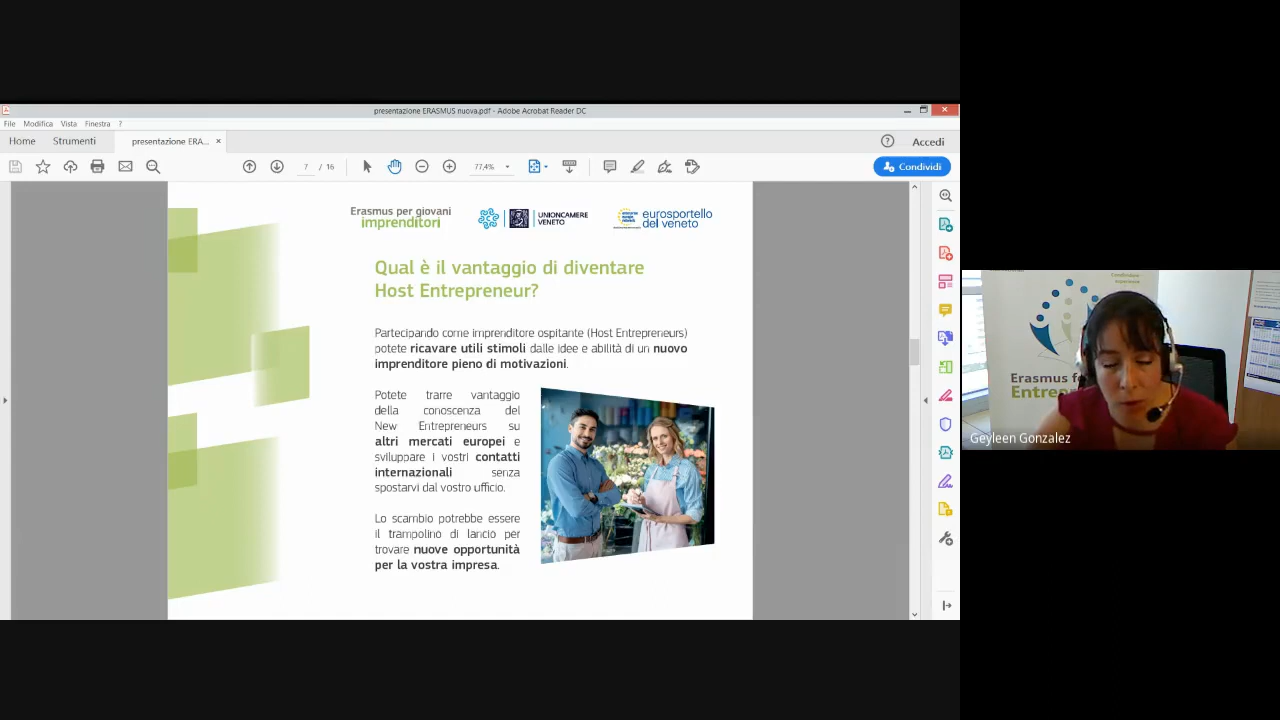 presentazione ERASMUS nuova.pdf - Adobe Acrobat Reader DC
File Modifica Vista Finestra ?
Home Strumenti presentazione ERA... × Accedi
7 / 16 77,4% Condividi
Erasmus per giovani
imprenditori
UNIONCAMERE
VENETO
eurosportello
del veneto
Qual è il vantaggio di diventare
Host Entrepreneur?
Partecipando come imprenditore ospitante (Host Entrepreneurs)
potete ricavare utili stimoli dalle idee e abilità di un nuovo
imprenditore pieno di motivazioni.
Potete trarre vantaggio
della conoscenza del
New Entrepreneurs su
altri mercati europei e
sviluppare i vostri contatti
internazionali senza
spostarvi dal vostro ufficio.
Lo scambio potrebbe essere
il trampolino di lancio per
trovare nuove opportunità
per la vostra impresa.
Erasmus fo
Entrep
Geyleen Gonzalez